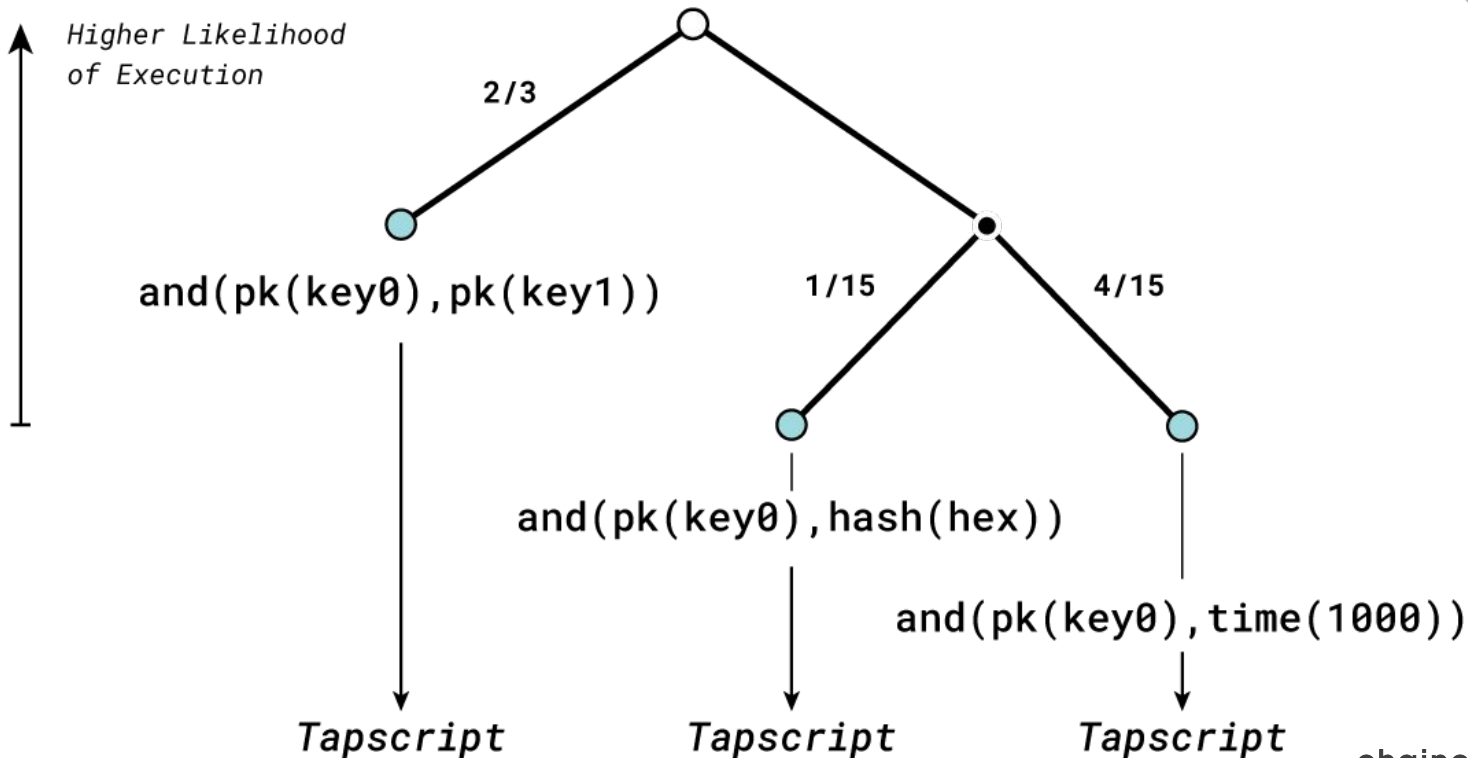 Higher Likelihood
of Execution
2/3
and(pk(key0),pk(key1))
1/15
4/15
and(pk(key0),hash(hex))
and(pk(key0),time(1000))
Tapscript
Tapscript
Tapscript